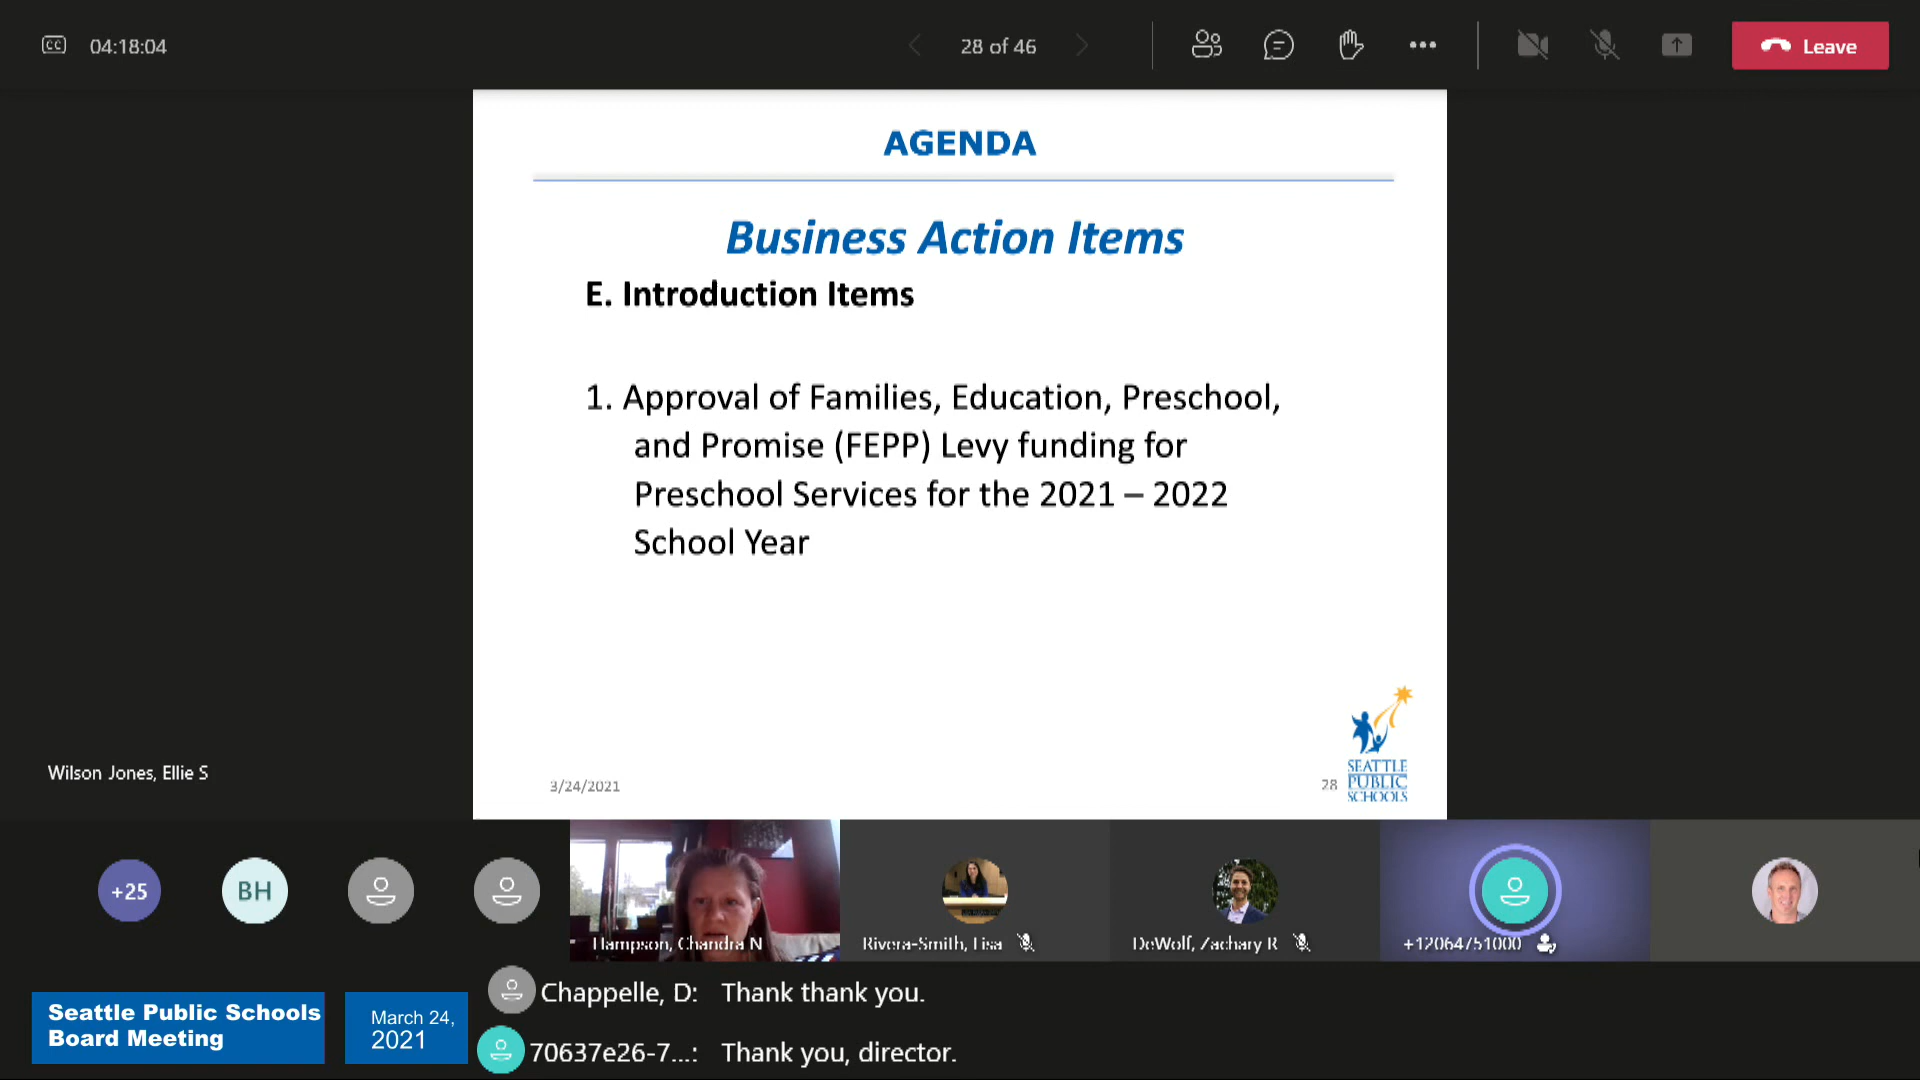 04:18:04
28 of 46
Leave
AGENDA
Business Action Items
E. Introduction Items
1. Approval of Families, Education, Preschool,
and Promise (FEPP) Levy funding for
Preschool Services for the 2021 – 2022
School Year
3/24/2021
28
SEATTLE
PUBLIC
SCHOOLS
Wilson Jones, Ellie S
+25
BH
Hampson, Chandra N
Rivera-Smith, Lisa
DeWolf, Zachary R
+12064751000
Chappelle, D: Thank thank you.
70637e26-7...: Thank you, director.
Seattle Public Schools
Board Meeting
March 24,
2021